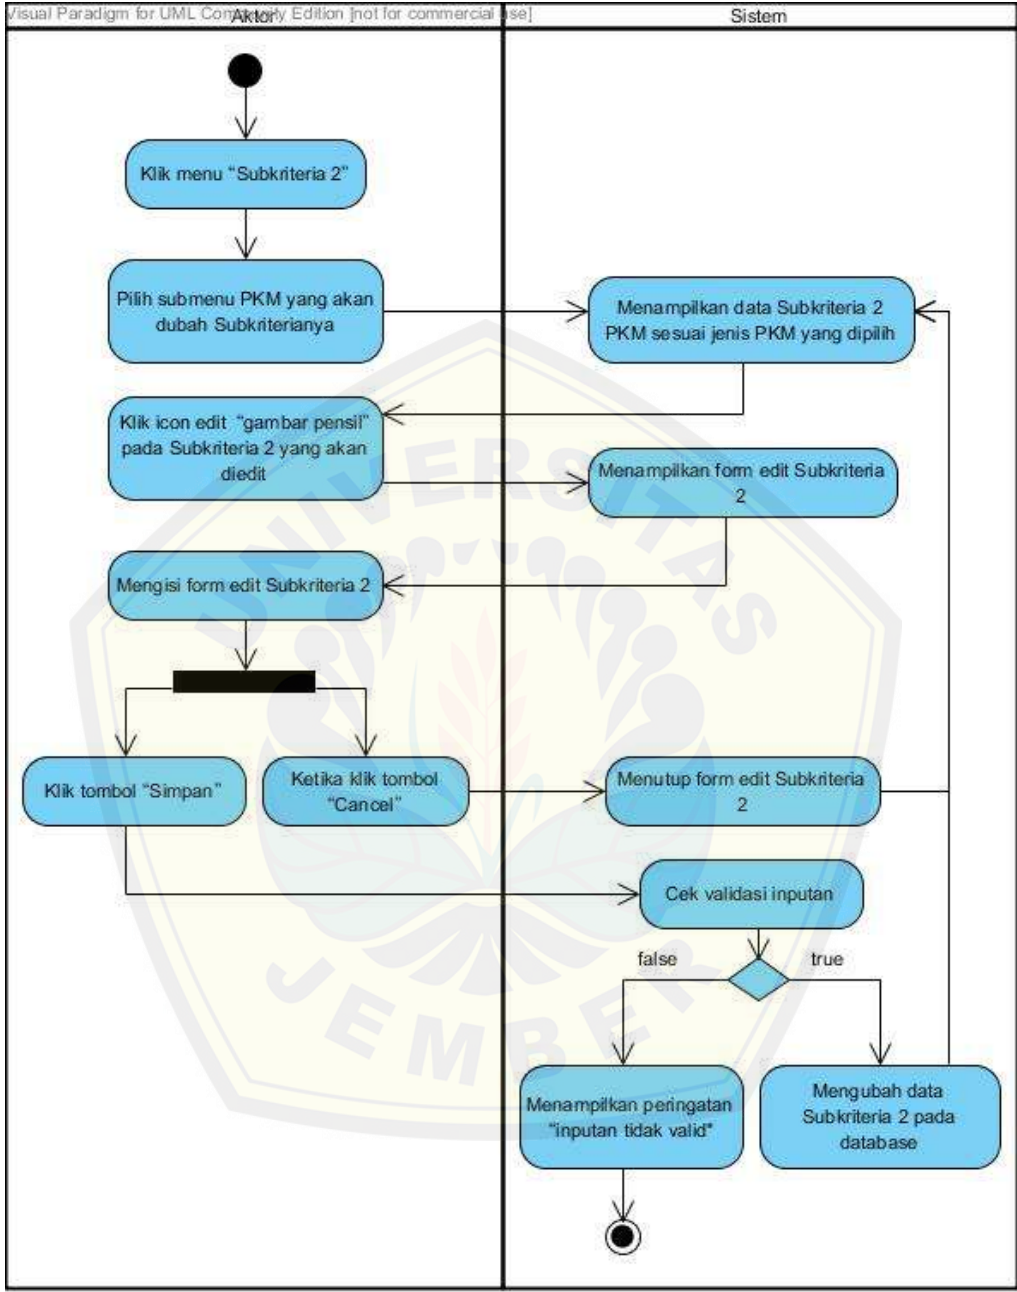 Visual Paradigm for UML Community Edition [not for commercial use]
Aktor
Sistem
Klik menu “Subkriteria 2”
Pilih submenu PKM yang akan
dubah Subkriterianya
Menampilkan data Subkriteria 2
PKM sesuai jenis PKM yang dipilih
Klik icon edit “gambar pensil”
pada Subkriteria 2 yang akan
diedit
Menampilkan form edit Subkriteria
2
Mengisi form edit Subkriteria 2
Klik tombol “Simpan”
Ketika klik tombol
“Cancel”
Menutup form edit Subkriteria
2
Cek validasi inputan
false
true
Menampilkan peringatan
“inputan tidak valid"
Mengubah data
Subkriteria 2 pada
database
UNIVERSITAS
JEMBER